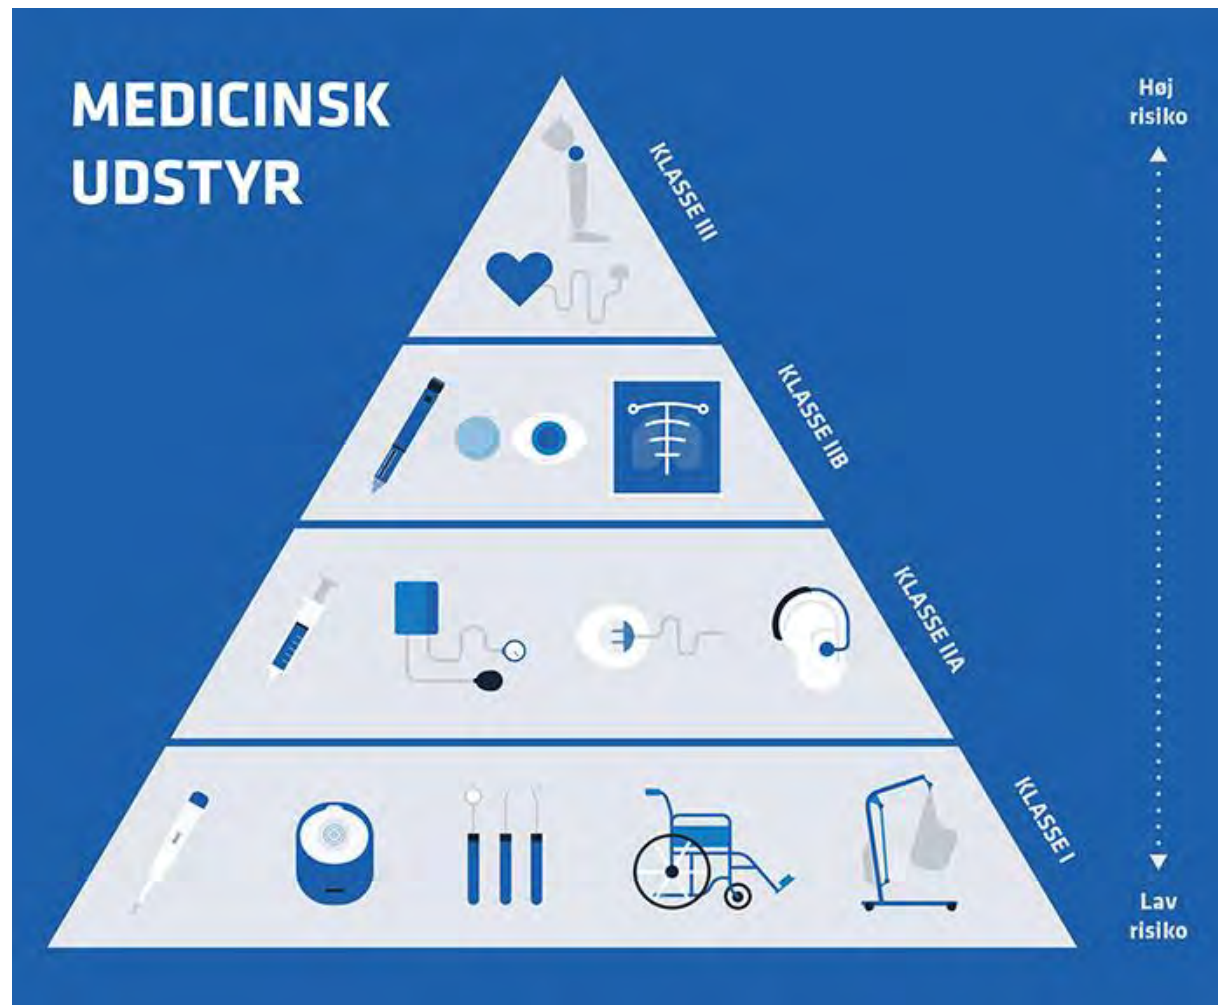 MEDICINSK
UDSTYR
Høj
risiko
KLASSE III
KLASSE IIB
KLASSE IIA
KLASSE I
Lav
risiko